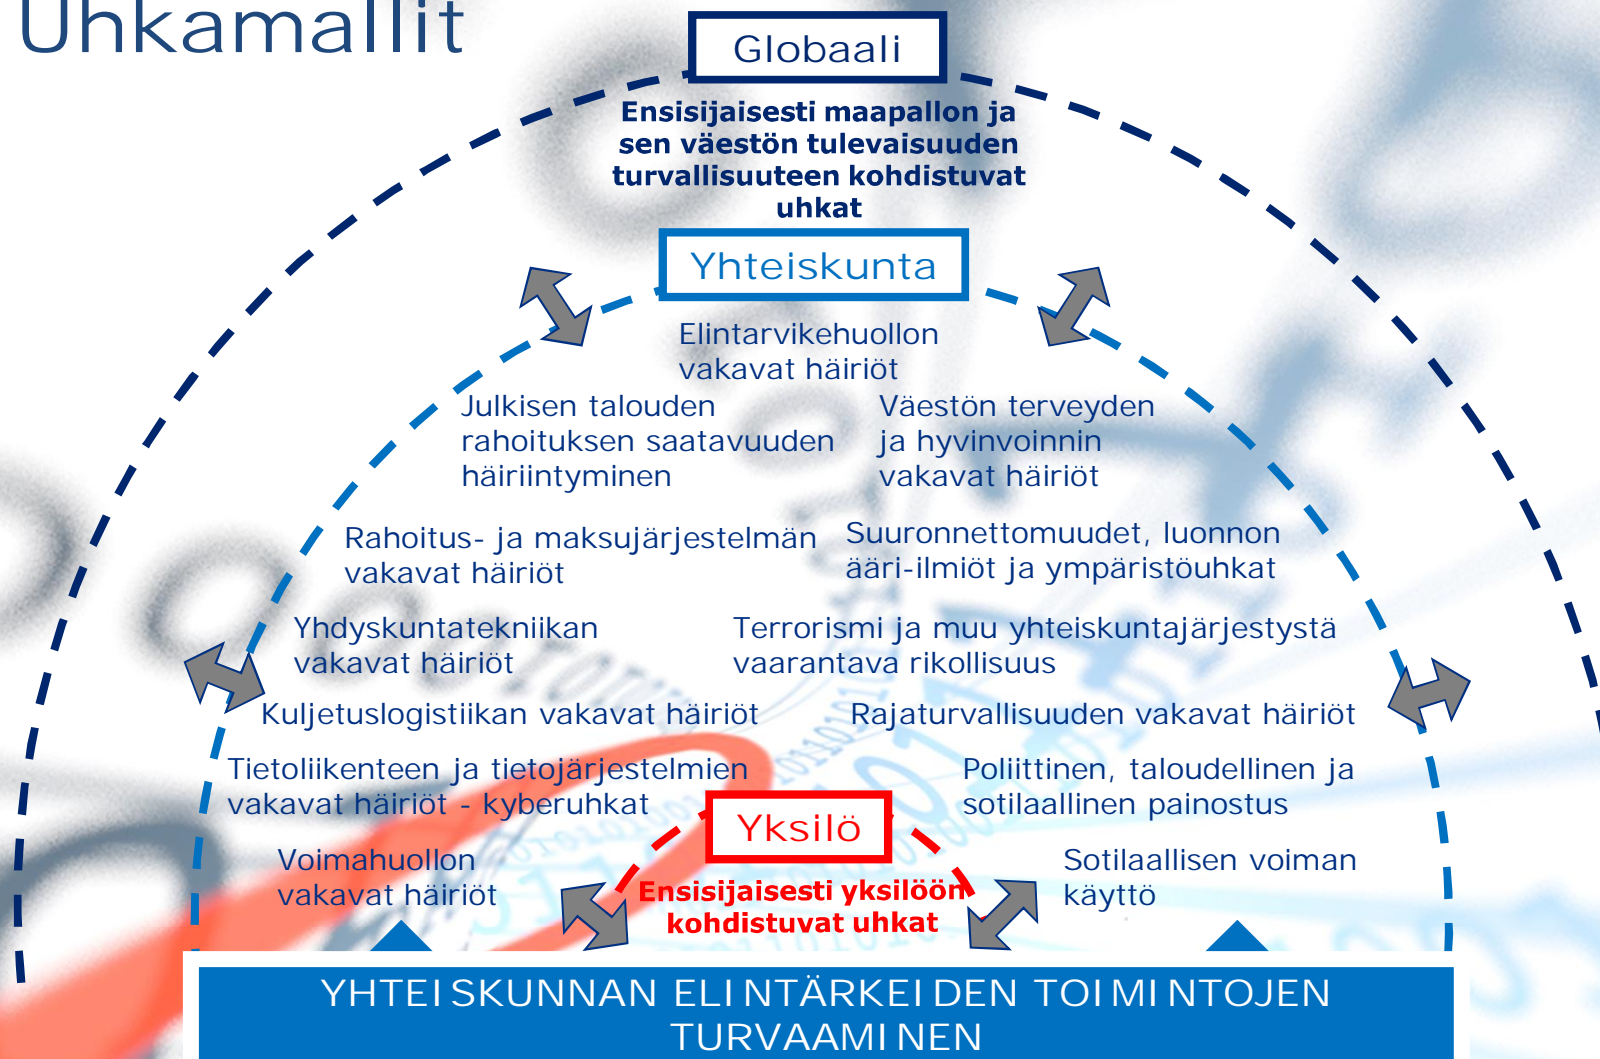 Uhkamallit
Globaali
Ensisijaisesti maapallon ja
sen väestön tulevaisuuden
turvallisuuteen kohdistuvat
uhkat
Yhteiskunta
Elintarvikehuollon
vakavat häiriöt
Julkisen talouden
rahoituksen saatavuuden
häiriintyminen
Väestön terveyden
ja hyvinvoinnin
vakavat häiriöt
Rahoitus- ja maksujärjestelmän
vakavat häiriöt
Suuronnettomuudet, luonnon
ääri-ilmiöt ja ympäristöuhkat
Yhdyskuntatekniikan
vakavat häiriöt
Terrorismi ja muu yhteiskuntajärjestystä
vaarantava rikollisuus
Kuljetuslogistiikan vakavat häiriöt
Rajaturvallisuuden vakavat häiriöt
Tietoliikenteen ja tietojärjestelmien
vakavat häiriöt - kyberuhkat
Poliittinen, taloudellinen ja
sotilaallinen painostus
Yksilö
Voimahuollon
vakavat häiriöt
Sotilaallisen voiman
käyttö
Ensisijaisesti yksilöön
kohdistuvat uhkat
YHTEISKUNNAN ELINTÄRKEIDEN TOIMINTOJEN
TURVAAMINEN